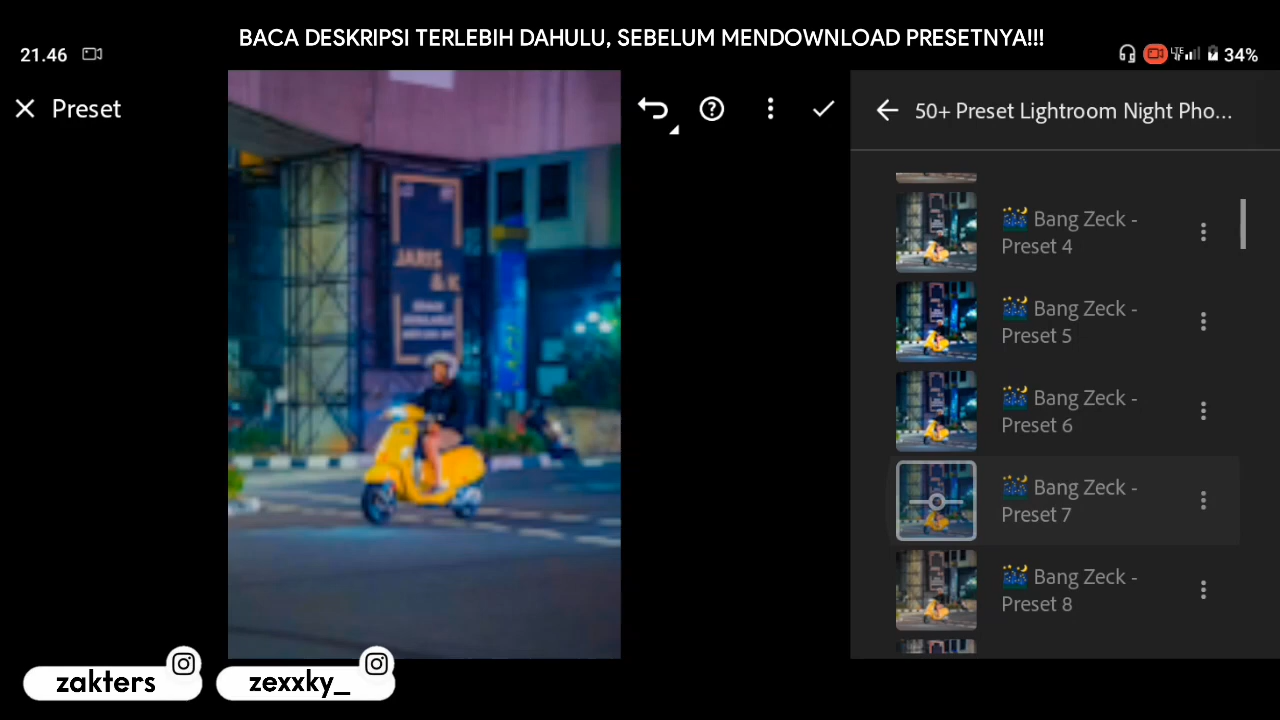 BACA DESKRIPSI TERLEBIH DAHULU, SEBELUM MENDOWNLOAD PRESETNYA!!!
21.46
LTE
34%
Preset
50+ Preset Lightroom Night Pho...
Bang Zeck -
Preset 4
Bang Zeck -
Preset 5
Bang Zeck -
Preset 6
Bang Zeck -
Preset 7
Bang Zeck -
Preset 8
JARIS
& K
zakters
zexxky_